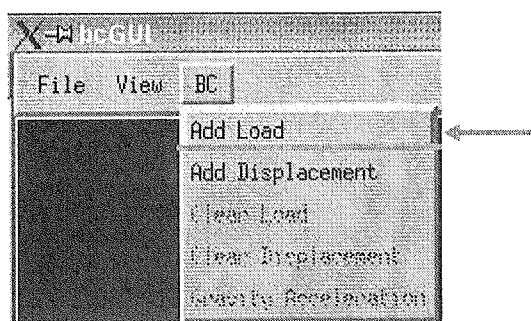 bcGUI
File View BC
Add Load
Add Displacement
Clear Load
Clear Displacement
Gravity Acceleration